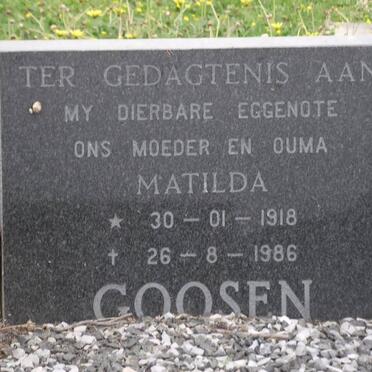 TER GEDAGTENIS AAN
MY DIERBARE EGGENOTE
ONS MOEDER EN OUMA
MATILDA
★ 30 – 01 – 1918
† 26 – 8 – 1986
GOOSEN